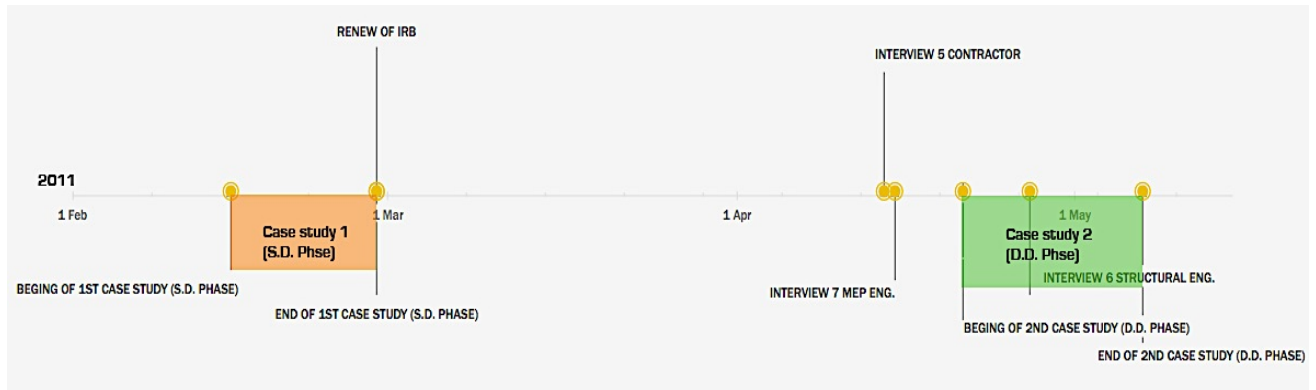 RENEW OF IRB
INTERVIEW 5 CONTRACTOR
2011
1 Feb
1 Mar
1 Apr
1 May
Case study 1
(S.D. Phse)
Case study 2
(D.D. Phse)
INTERVIEW 6 STRUCTURAL ENG.
BEGING OF 1ST CASE STUDY (S.D. PHASE)
INTERVIEW 7 MEP ENG.
END OF 1ST CASE STUDY (S.D. PHASE)
BEGING OF 2ND CASE STUDY (D.D. PHASE)
END OF 2ND CASE STUDY (D.D. PHASE)